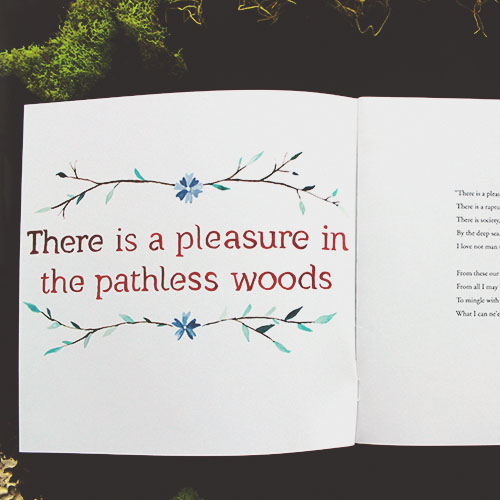 There is a pleasure in
the pathless woods
"There is a pleas
There is a raptu
There is society,
By the deep sea,
I love not man
From these our
From all I may
To mingle with
What I can ne'e